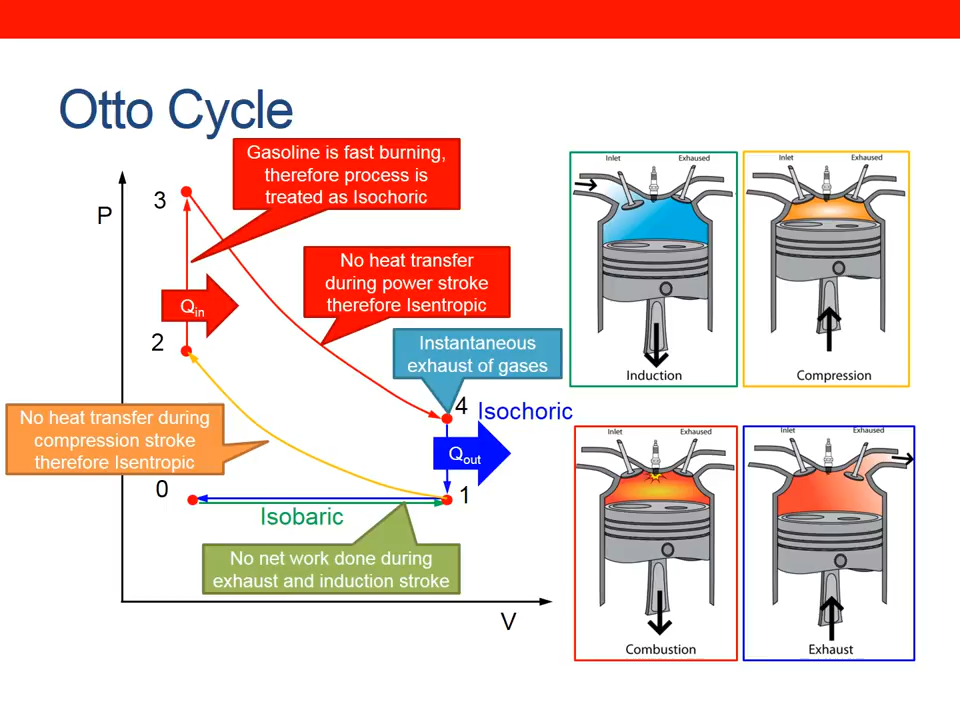 Otto Cycle
Gasoline is fast burning,
therefore process is
treated as Isochoric
P
3
No heat transfer
during power stroke
therefore Isentropic
Qin
2
Instantaneous
exhaust of gases
4
Isochoric
No heat transfer during
compression stroke
therefore Isentropic
Qout
0
1
Isobaric
No net work done during
exhaust and induction stroke
V
Inlet
Exhaused
Induction
Inlet
Exhaused
Compression
Inlet
Exhaused
Combustion
Inlet
Exhaused
Exhaust